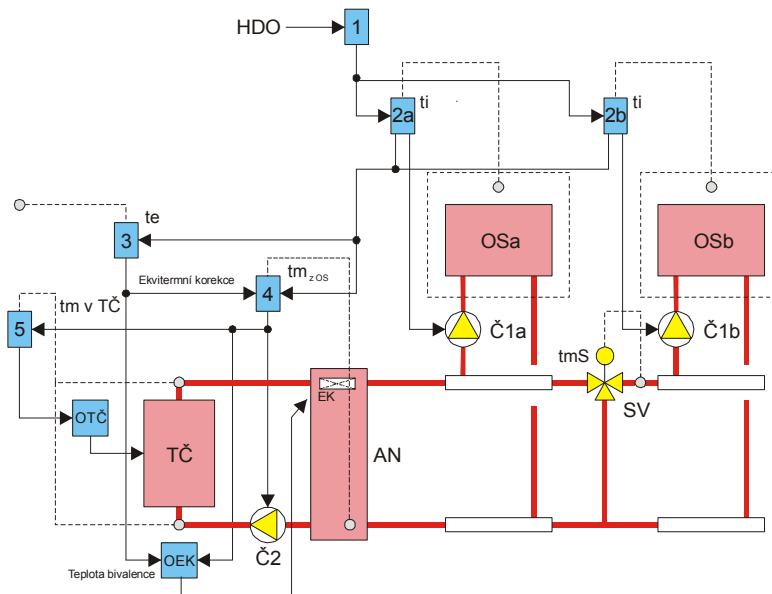 HDO
1
ti
ti
2a
2b
te
3
OSa
OSb
Ekvitermní korekce
4
tm z OS
tm v TČ
5
Č1a
Č1b
tmS
EK
SV
OTČ
TČ
AN
Č2
OEK
Teplota bivalence